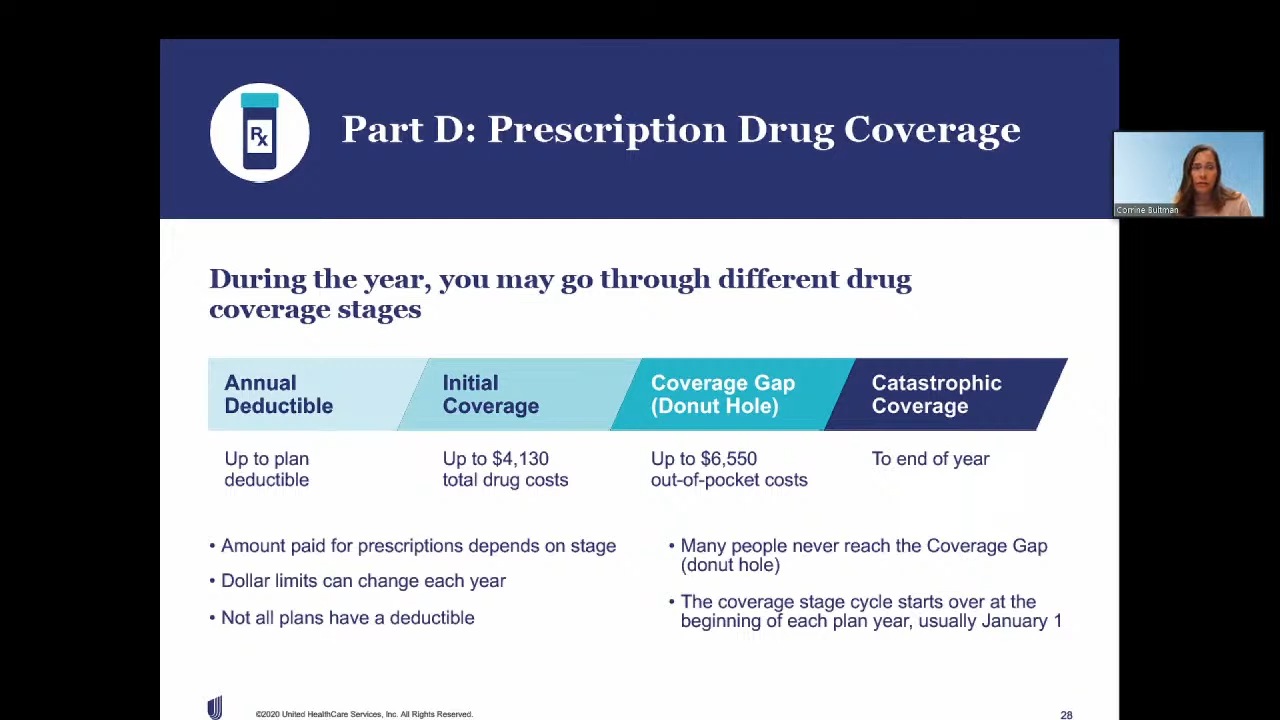 Rx
Part D: Prescription Drug Coverage
Corrine Bultman
During the year, you may go through different drug
coverage stages
Annual
Deductible
Initial
Coverage
Coverage Gap
(Donut Hole)
Catastrophic
Coverage
Up to plan
deductible
Up to $4,130
total drug costs
Up to $6,550
out-of-pocket costs
To end of year
• Amount paid for prescriptions depends on stage
• Dollar limits can change each year
• Not all plans have a deductible
• Many people never reach the Coverage Gap
(donut hole)
• The coverage stage cycle starts over at the
beginning of each plan year, usually January 1
©2020 United HealthCare Services, Inc. All Rights Reserved.
28